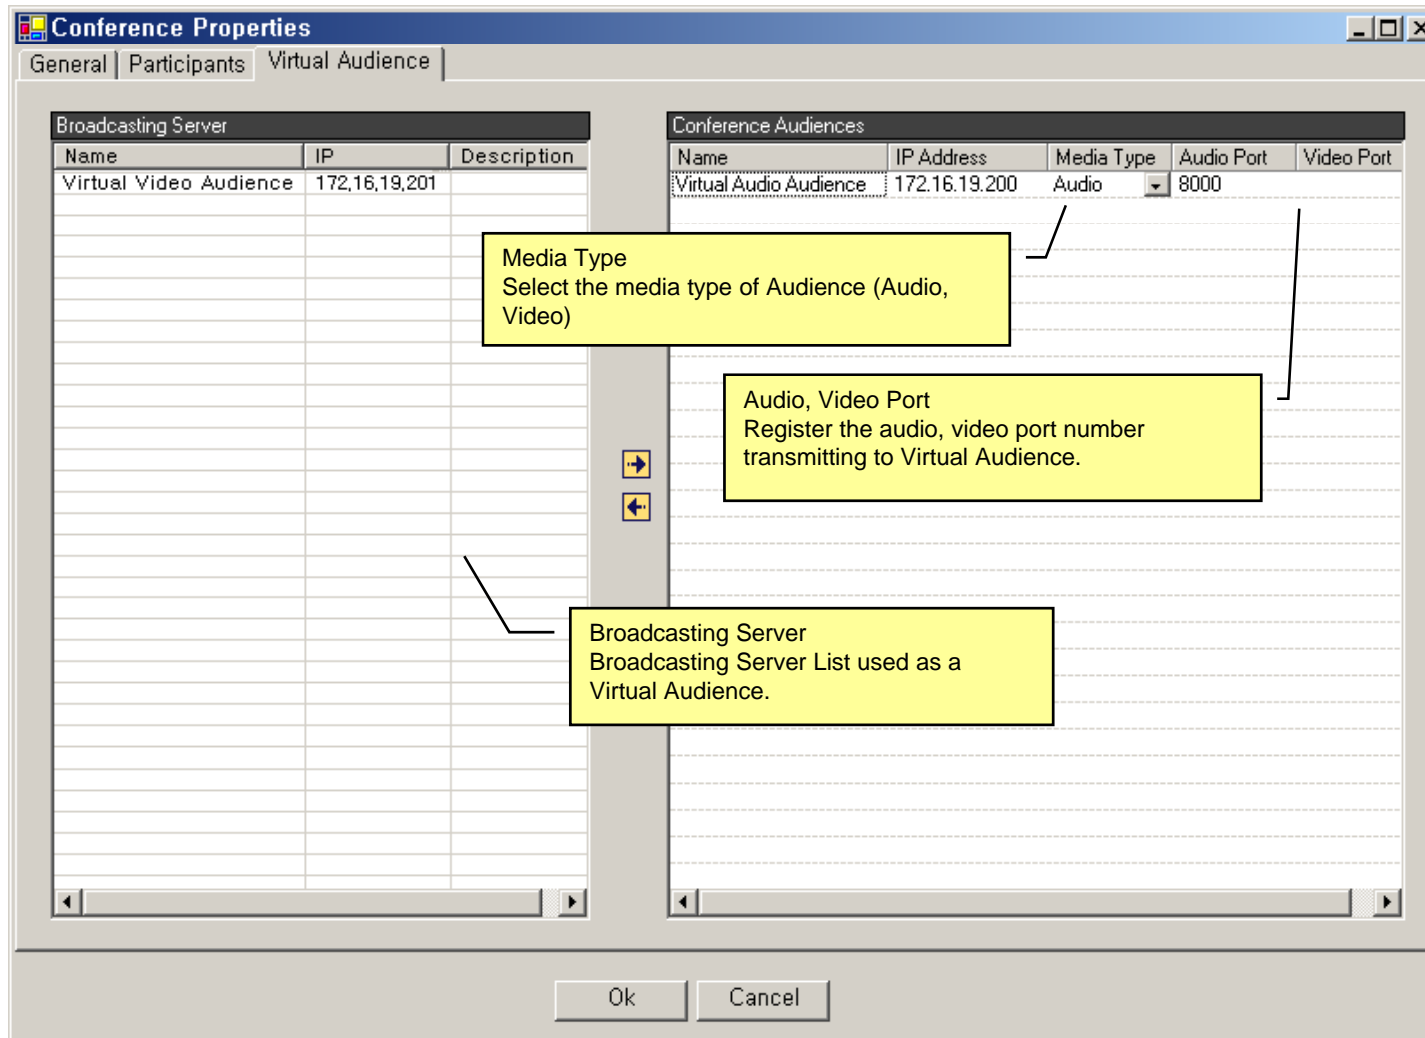 Conference Properties
General Participants Virtual Audience
Broadcasting Server
Name IP Description
Virtual Video Audience 172,16,19,201
Conference Audiences
Name IP Address Media Type Audio Port Video Port
Virtual Audio Audience 172.16.19.200 Audio 8000
Media Type
Select the media type of Audience (Audio,
Video)
Audio, Video Port
Register the audio, video port number
transmitting to Virtual Audience.
Broadcasting Server
Broadcasting Server List used as a
Virtual Audience.
Ok Cancel